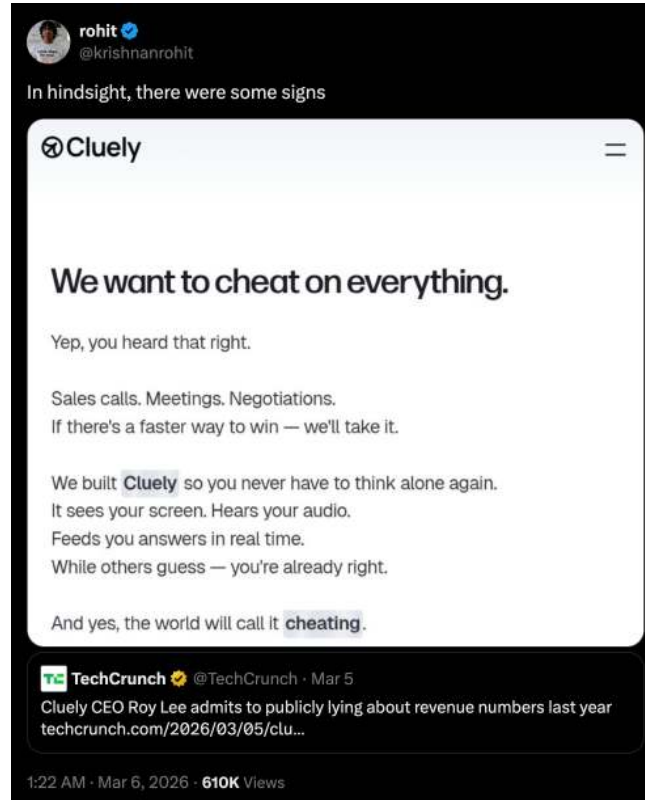 rohit
@krishnanrohit
In hindsight, there were some signs
Cluely
We want to cheat on everything.
Yep, you heard that right.
Sales calls. Meetings. Negotiations.
If there's a faster way to win — we'll take it.
We built Cluely so you never have to think alone again.
It sees your screen. Hears your audio.
Feeds you answers in real time.
While others guess — you're already right.
And yes, the world will call it cheating.
TC TechCrunch @TechCrunch · Mar 5
Cluely CEO Roy Lee admits to publicly lying about revenue numbers last year
techcrunch.com/2026/03/05/clu...
1:22 AM · Mar 6, 2026 · 610K Views